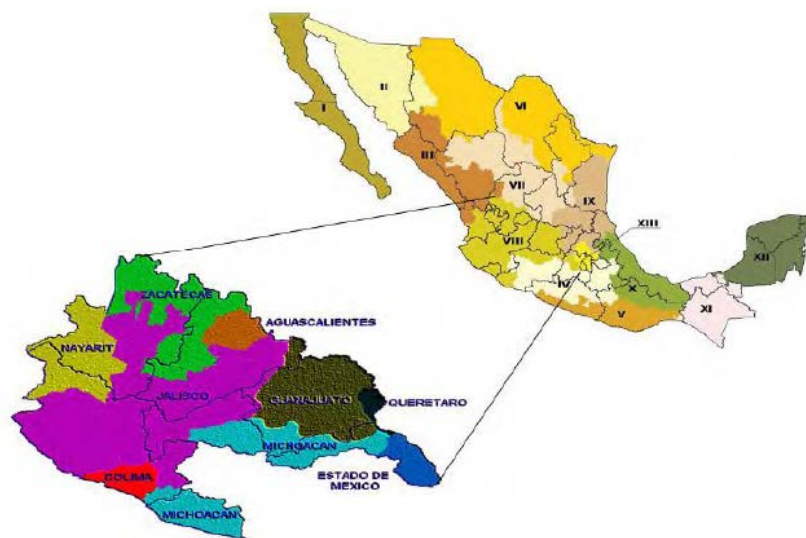 I
II
VI
III
VII
IX
XIII
VIII
XII
IV
X
XI
V
ZACATECAS
AGUASCALIENTES
NAYARIT
JALISCO
GUANAJUATO
QUERETARO
MICHOACAN
COLIMA
ESTADO DE
MEXICO
MICHOACAN